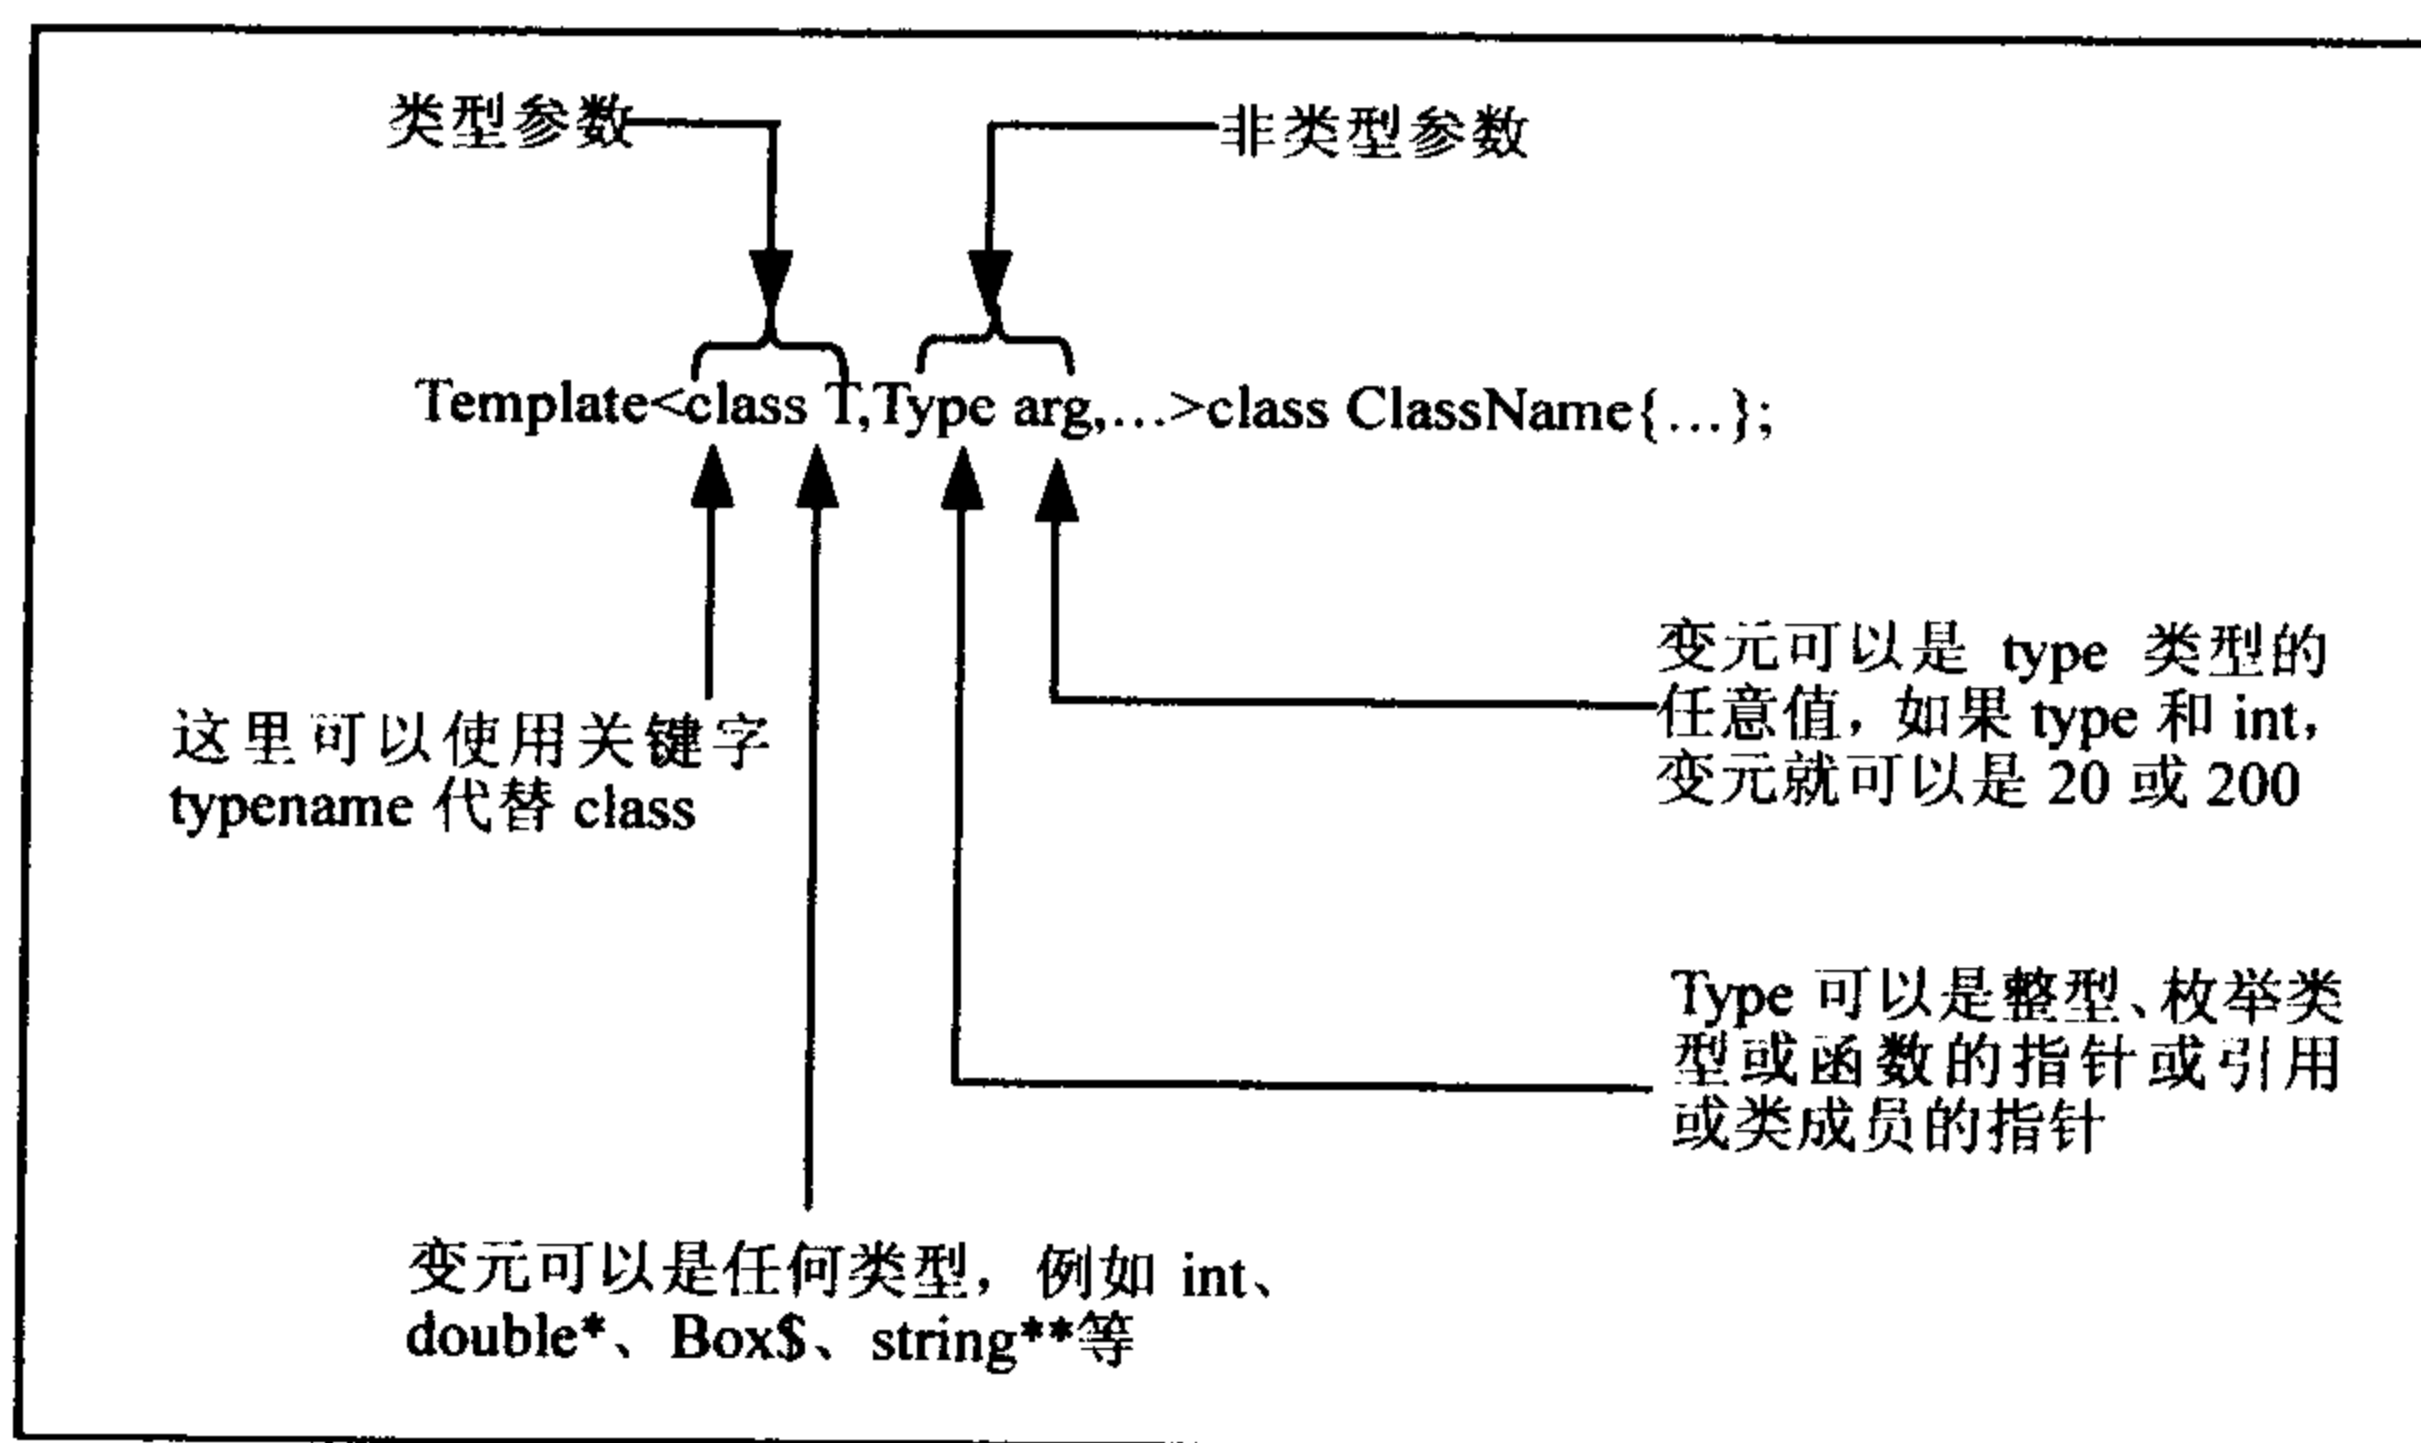 类型参数
非类型参数
Template<class T,Type arg,…>class ClassName{…};
变元可以是 type 类型的
任意值，如果 type 和 int，
变元就可以是 20 或 200
这里可以使用关键字
typename 代替 class
Type 可以是整型、枚举类
型或函数的指针或引用
或类成员的指针
变元可以是任何类型，例如 int、
double*、Box$、string**等